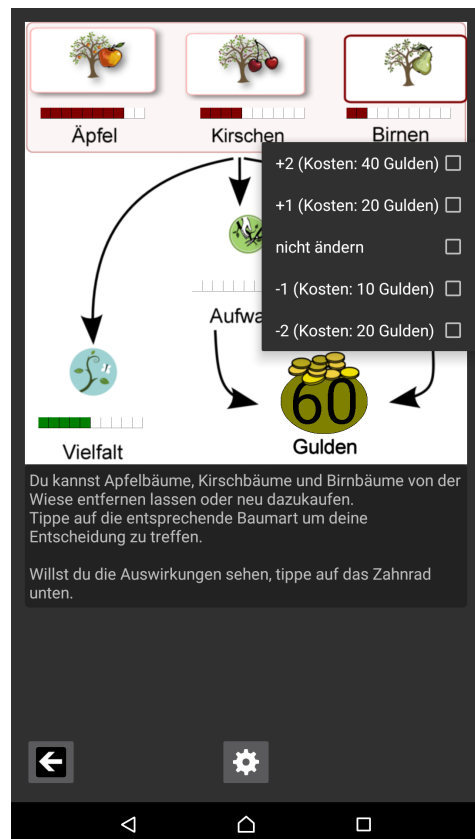 Äpfel
Kirschen
Birnen
+2 (Kosten: 40 Gulden)
+1 (Kosten: 20 Gulden)
nicht ändern
-1 (Kosten: 10 Gulden)
-2 (Kosten: 20 Gulden)
Aufwa
60
Vielfalt
Gulden
Du kannst Apfelbäume, Kirschbäume und Birnbäume von der
Wiese entfernen lassen oder neu dazukaufen.
Tippe auf die entsprechende Baumart um deine
Entscheidung zu treffen.
Willst du die Auswirkungen sehen, tippe auf das Zahnrad
unten.